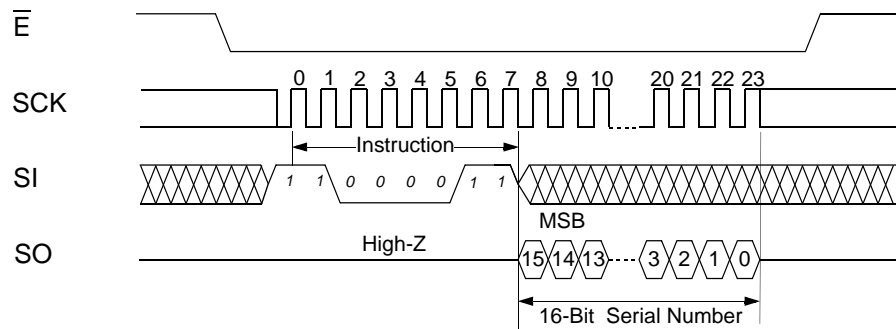 E
SCK
0 1 2 3 4 5 6 7 8 9 10 20 21 22 23
Instruction
SI
1 1 0 0 0 0 1 1
MSB
SO
High-Z
15 14 13 3 2 1 0
16-Bit Serial Number